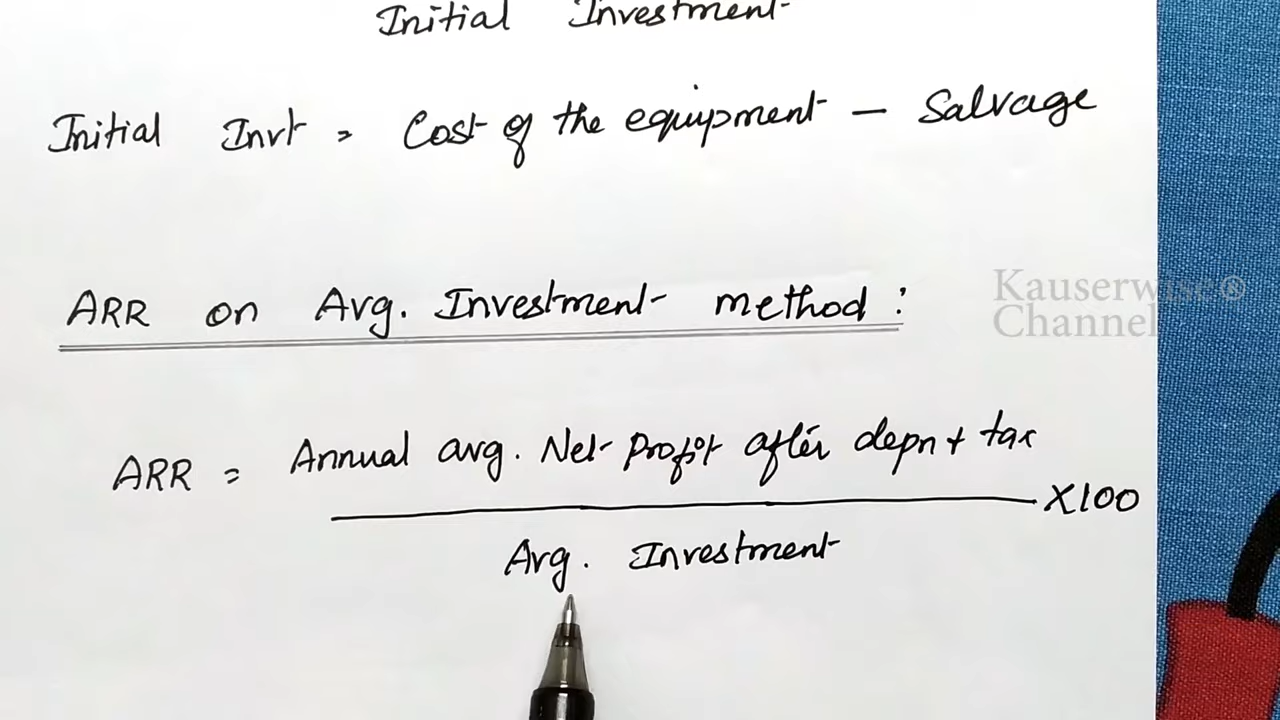 Initial Investment
Initial Invt = Cost of the equipment - Salvage
Kauserwise®
Channel
ARR on Avg. Investment method :
ARR = Annual avg. Net Profit after depn + tax
X100
Avg. Investment